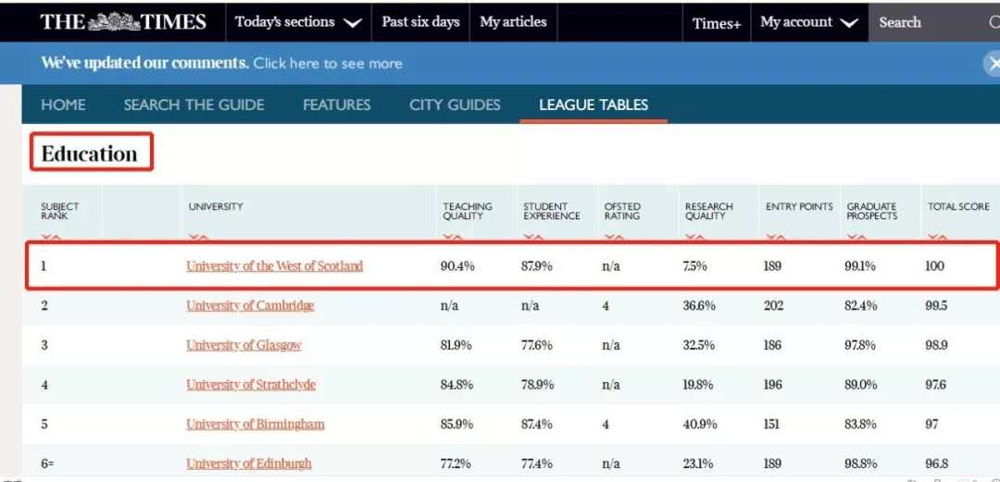 THE TIMES Today's sections Past six days My articles Times+ My account Search
We've updated our comments. Click here to see more
HOME SEARCH THE GUIDE FEATURES CITY GUIDES LEAGUE TABLES
Education
SUBJECT RANK UNIVERSITY TEACHING QUALITY STUDENT EXPERIENCE OFSTED RATING RESEARCH QUALITY ENTRY POINTS GRADUATE PROSPECTS TOTAL SCORE
1 University of the West of Scotland 90.4% 87.9% n/a 7.5% 189 99.1% 100
2 University of Cambridge n/a n/a 4 36.6% 202 82.4% 99.5
3 University of Glasgow 81.9% 77.6% n/a 32.5% 186 97.8% 98.9
4 University of Strathclyde 84.8% 78.9% n/a 19.8% 196 89.0% 97.6
5 University of Birmingham 85.9% 87.4% 4 40.9% 151 83.8% 97
6= University of Edinburgh 77.2% 77.4% n/a 23.1% 189 98.8% 96.8